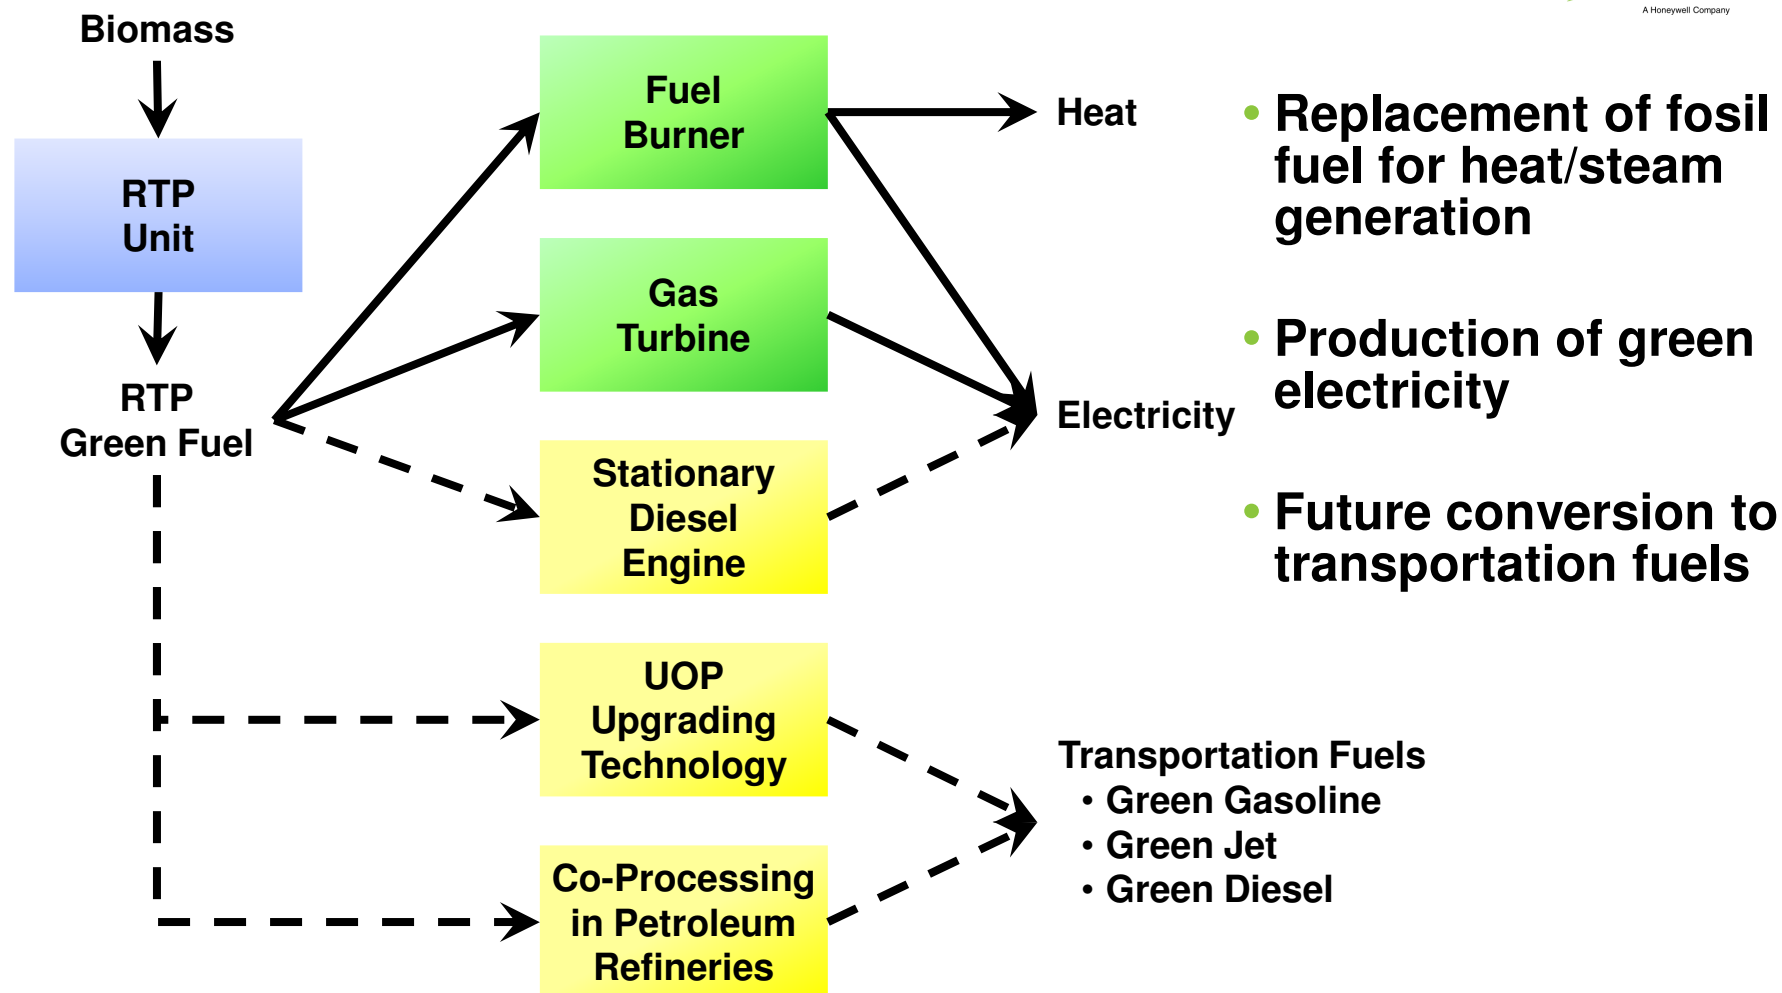 A Honeywell Company
Biomass
RTP
Unit
RTP
Green Fuel
Fuel
Burner
Gas
Turbine
Stationary
Diesel
Engine
UOP
Upgrading
Technology
Co-Processing
in Petroleum
Refineries
Heat
Electricity
Transportation Fuels
• Green Gasoline
• Green Jet
• Green Diesel
• Replacement of fosil
fuel for heat/steam
generation
• Production of green
electricity
• Future conversion to
transportation fuels